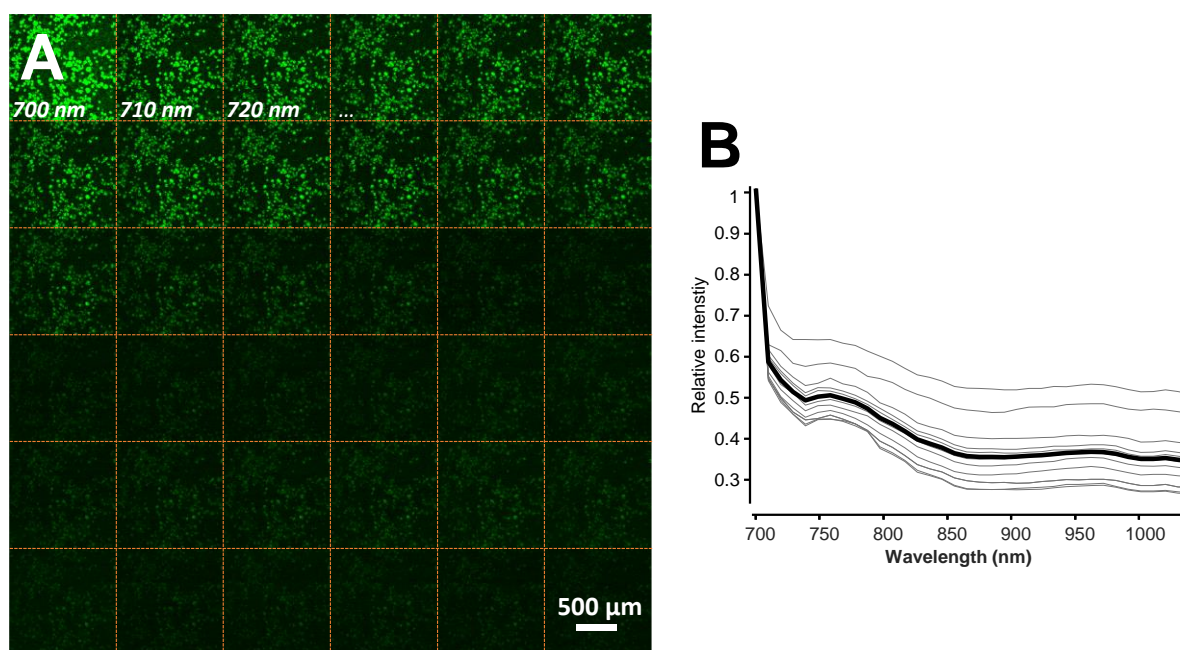 A
700 nm 710 nm 720 nm ...
500 µm
B
1
0.9
0.8
0.7
0.6
0.5
0.4
0.3
Relative intenstiy
700 750 800 850 900 950 1000
Wavelength (nm)